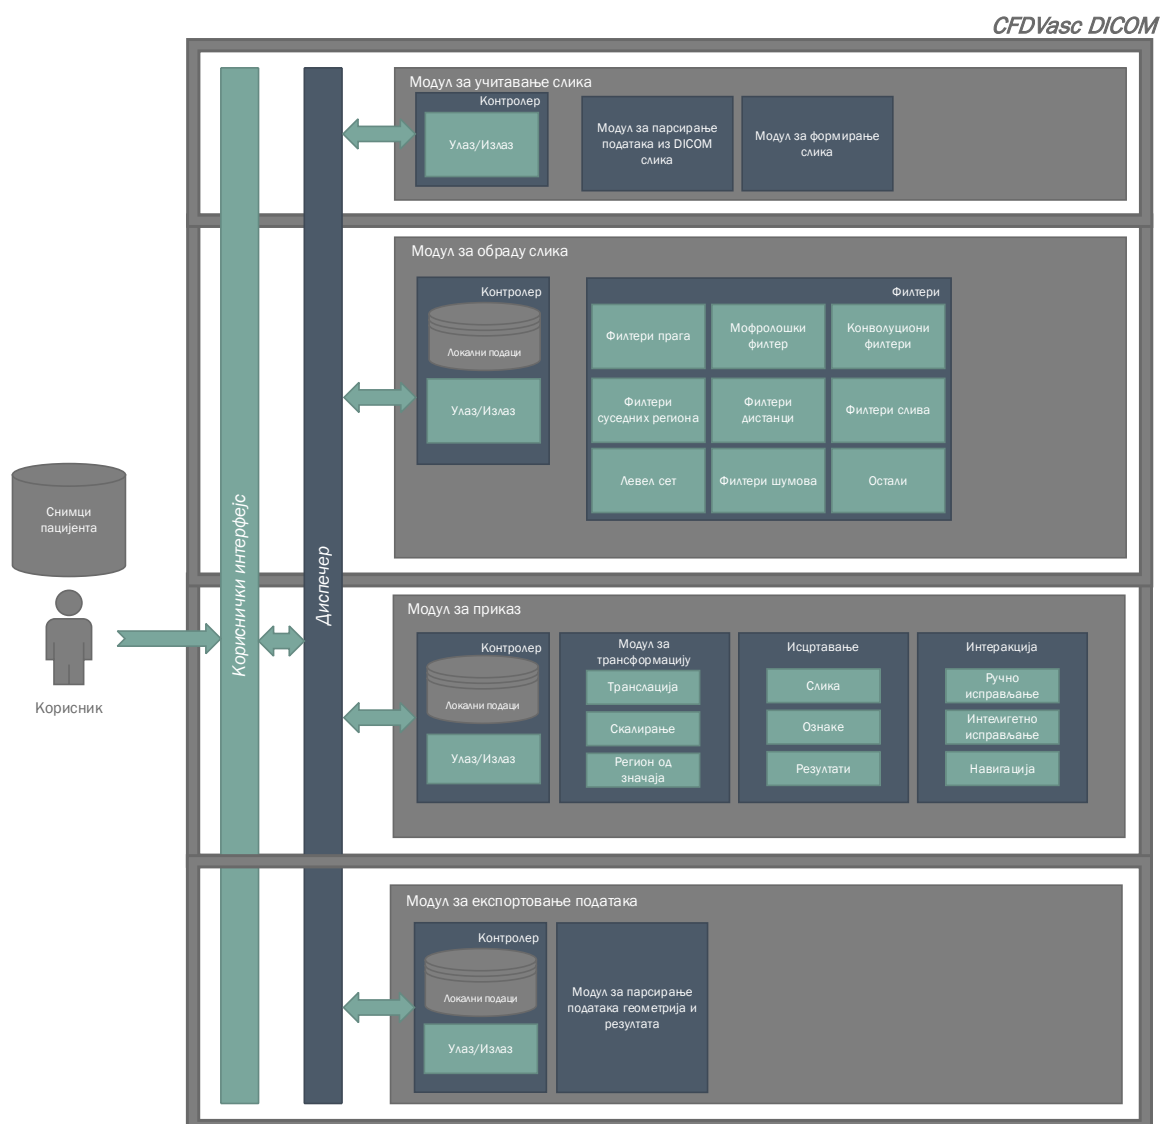 CFDVasc DICOM
Модул за учитавање слика
Контролер
Улаз/Излаз
Модул за парсирање
података из DICOM
слика
Модул за формирање
слика
Модул за обраду слика
Контролер
Локални подаци
Улаз/Излаз
Филтери
Филтери прага
Мофролошки
филтер
Конволуциони
филтери
Филтери
суседних региона
Филтери
дистанци
Филтери слива
Левел сет
Филтери шумова
Остали
Снимци
пацијента
Корисник
Кориснички интерфејс
Диспечер
Модул за приказ
Контролер
Локални подаци
Улаз/Излаз
Модул за
трансформацију
Транслација
Скалирање
Регион од
значаја
Исцртавање
Слика
Ознаке
Резултати
Интеракција
Ручно
исправљање
Интелигетно
исправљање
Навигација
Модул за експортовање података
Контролер
Локални подаци
Улаз/Излаз
Модул за парсирање
података геометрија и
резултата